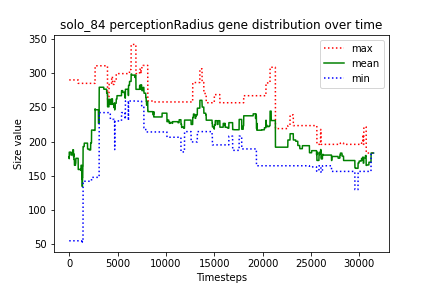 solo_84 perceptionRadius gene distribution over time
350
300
250
200
150
100
50
Size value
max
mean
min
0
5000
10000
15000
20000
25000
30000
Timesteps